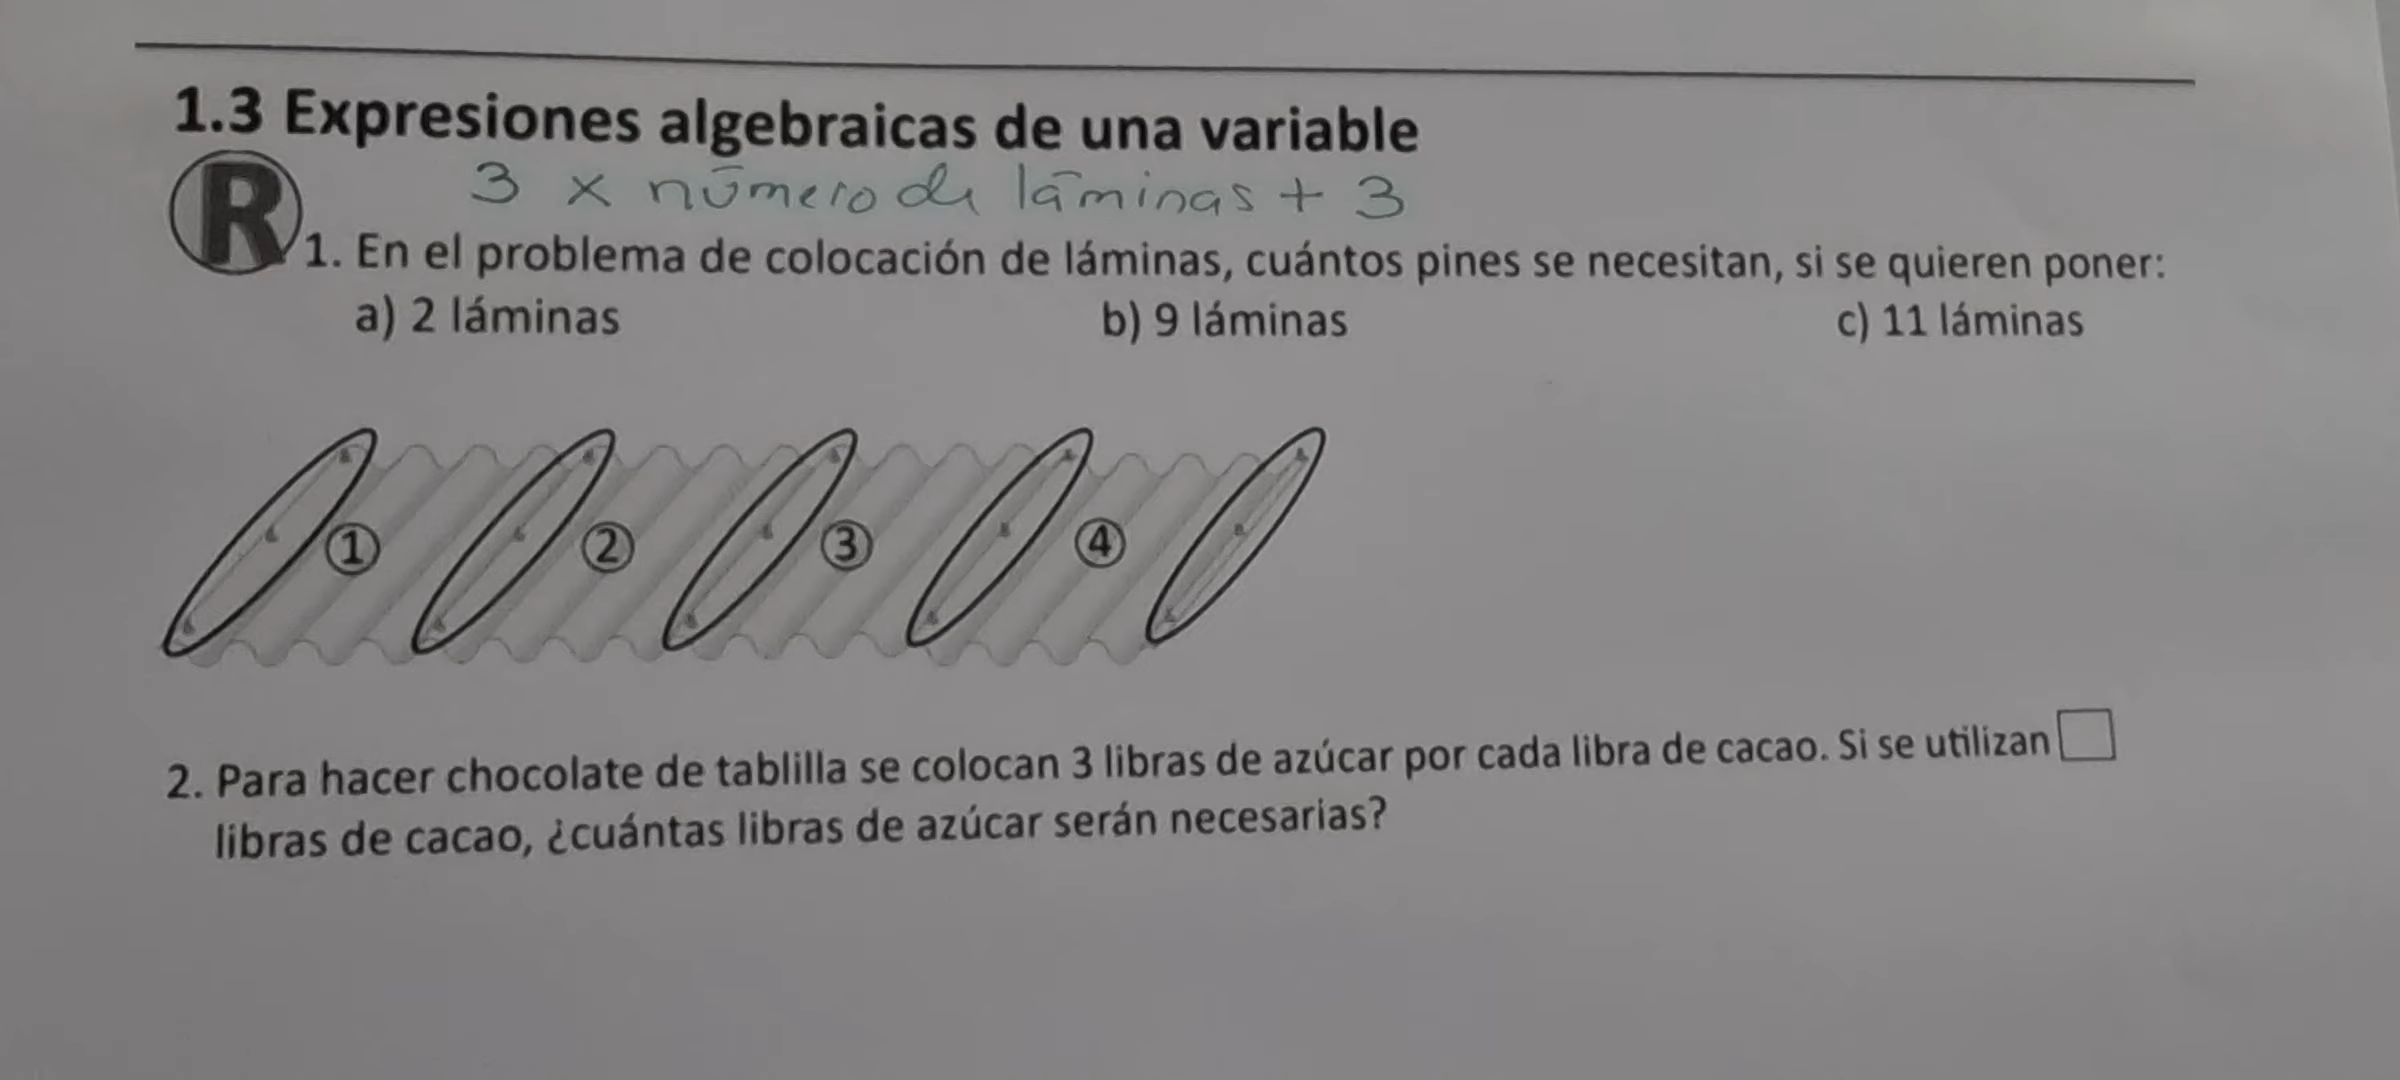 1.3 Expresiones algebraicas de una variable
3 x número de láminas + 3
R
1. En el problema de colocación de láminas, cuántos pines se necesitan, si se quieren poner:
a) 2 láminas b) 9 láminas c) 11 láminas
① ② ③ ④
2. Para hacer chocolate de tablilla se colocan 3 libras de azúcar por cada libra de cacao. Si se utilizan □
libras de cacao, ¿cuántas libras de azúcar serán necesarias?